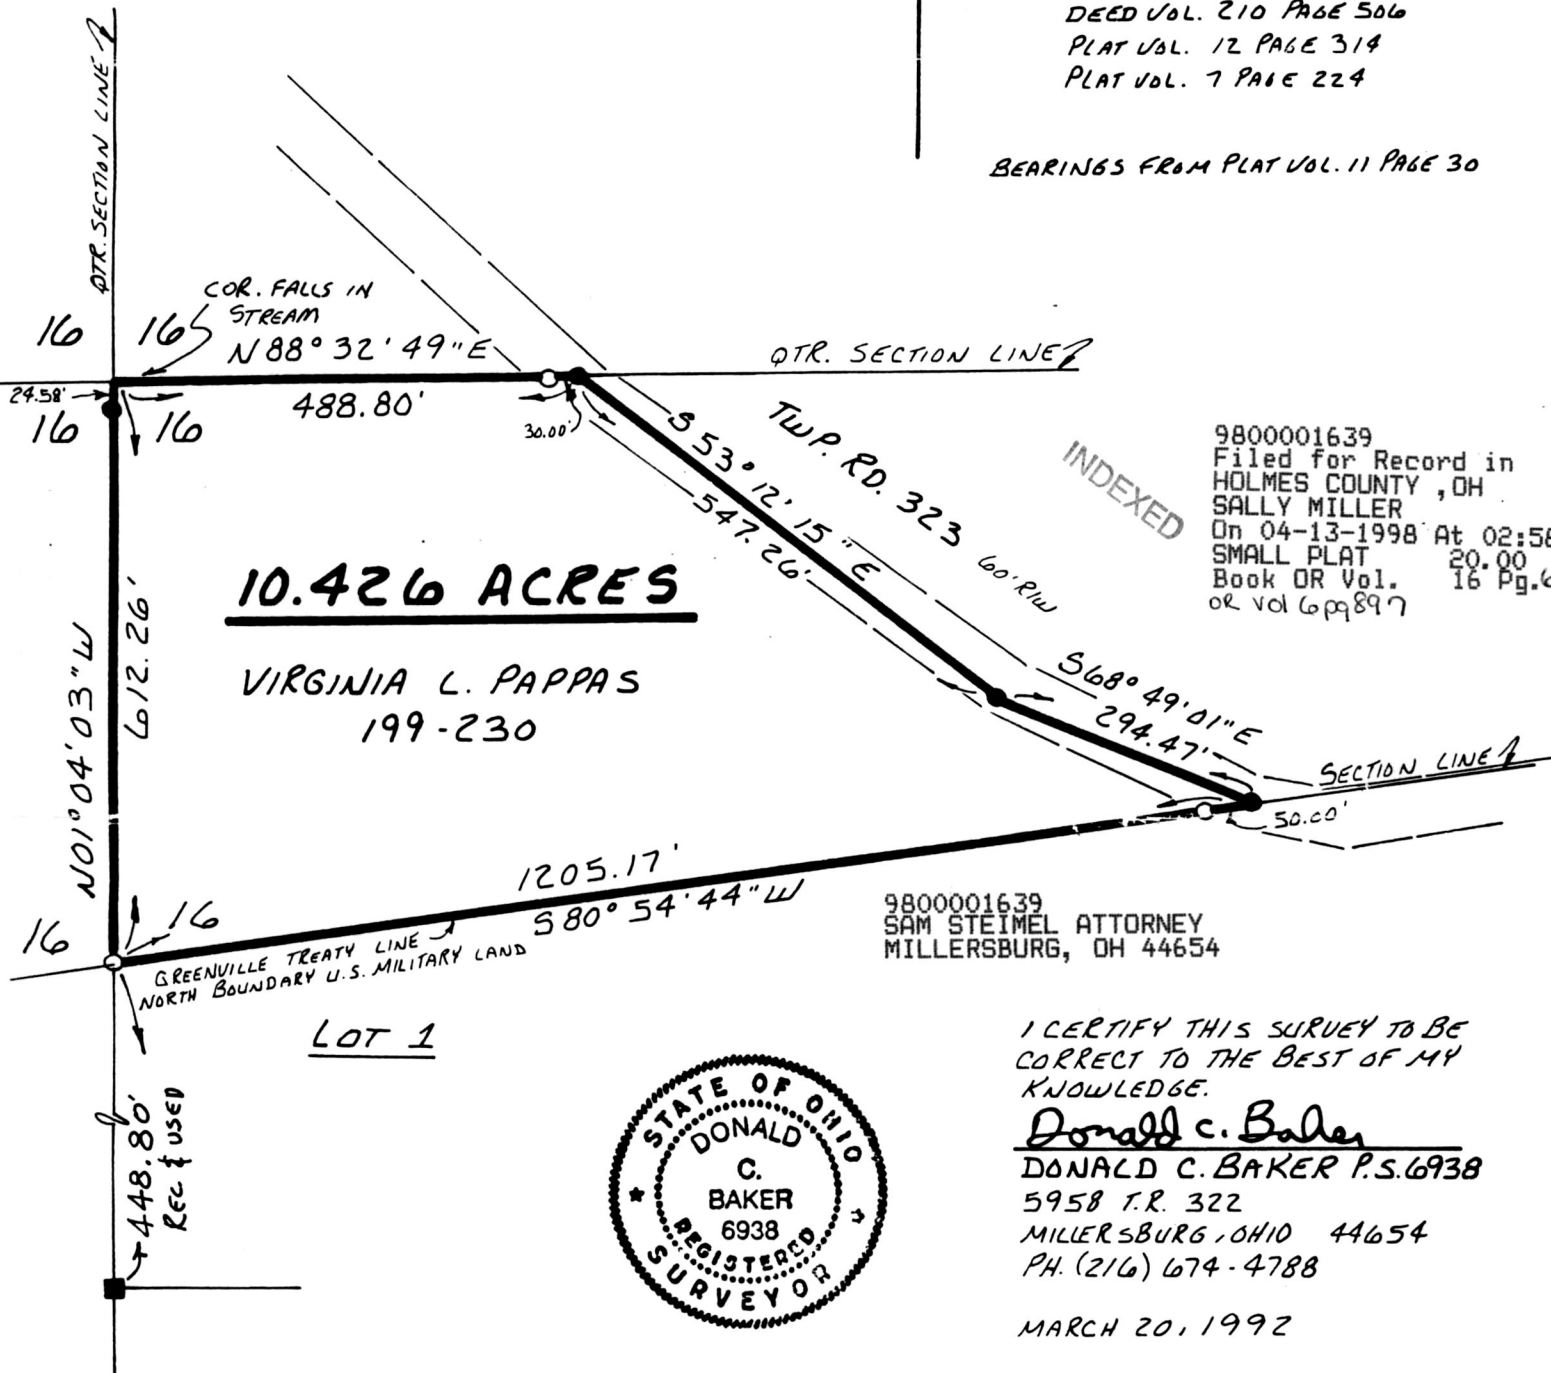 DEED VOL. 210 PAGE 506
PLAT VOL. 12 PAGE 314
PLAT VOL. 7 PAGE 224
BEARINGS FROM PLAT VOL. 11 PAGE 30
QTR. SECTION LINE
COR. FALLS IN
STREAM
16 16
N 88° 32' 49" E
QTR. SECTION LINE
24.58'
488.80'
30.00'
16 16
S 53° 12' 15" E
547.26'
TWP. RD. 323 60' R/W
INDEXED
9800001639
Filed for Record in
HOLMES COUNTY ,OH
SALLY MILLER
On 04-13-1998 At 02:58
SMALL PLAT 20.00
Book OR Vol. 16 Pg.
OR Vol 6 pg 897
10.426 ACRES
VIRGINIA L. PAPPAS
199-230
N01° 04' 03" W
612.26'
S68° 49' 01" E
294.47'
SECTION LINE
50.00'
1205.17'
S 80° 54' 44" W
16 16
GREENVILLE TREATY LINE
NORTH BOUNDARY U.S. MILITARY LAND
9800001639
SAM STEIMEL ATTORNEY
MILLERSBURG, OH 44654
LOT 1
448.80'
REC & USED
STATE OF OHIO
DONALD
C.
BAKER
6938
REGISTERED
SURVEYOR
I CERTIFY THIS SURVEY TO BE
CORRECT TO THE BEST OF MY
KNOWLEDGE.
Donald C. Baker
DONALD C. BAKER P.S. 6938
5958 T.R. 322
MILLERSBURG, OHIO 44654
PH. (216) 674-4788
MARCH 20, 1992